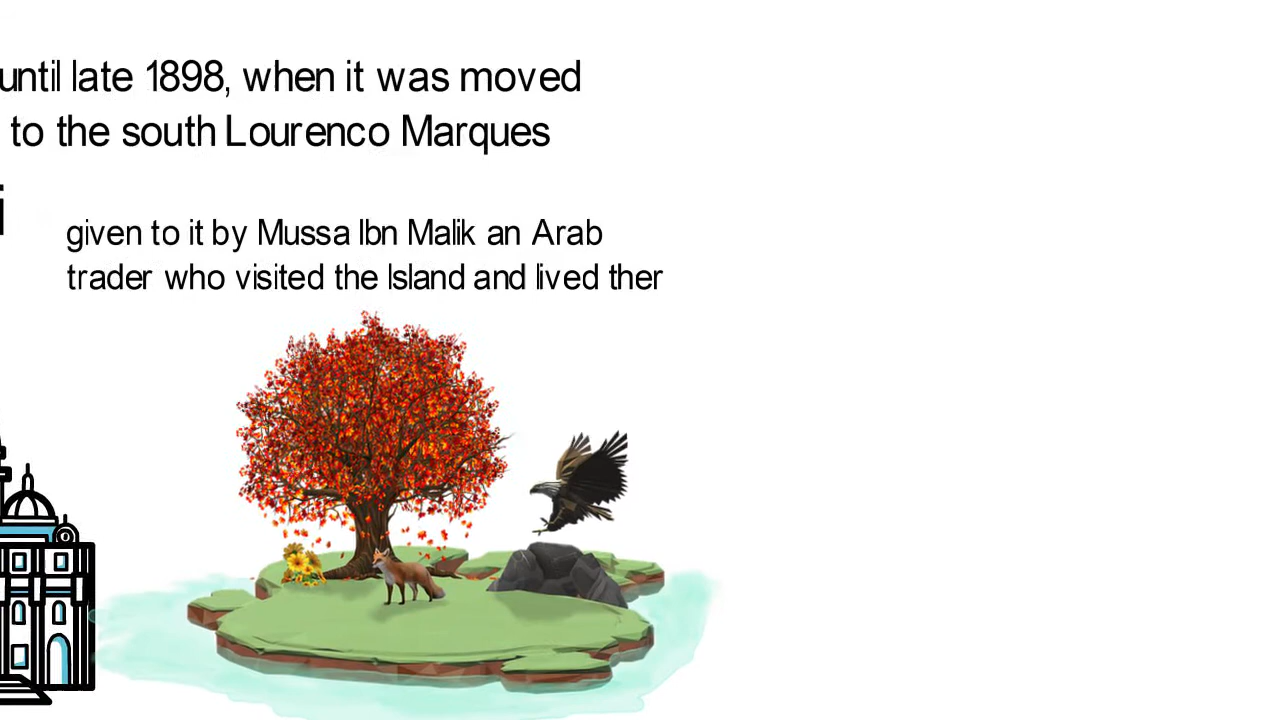 until late 1898, when it was moved
to the south Lourenco Marques
given to it by Mussa Ibn Malik an Arab
trader who visited the Island and lived ther